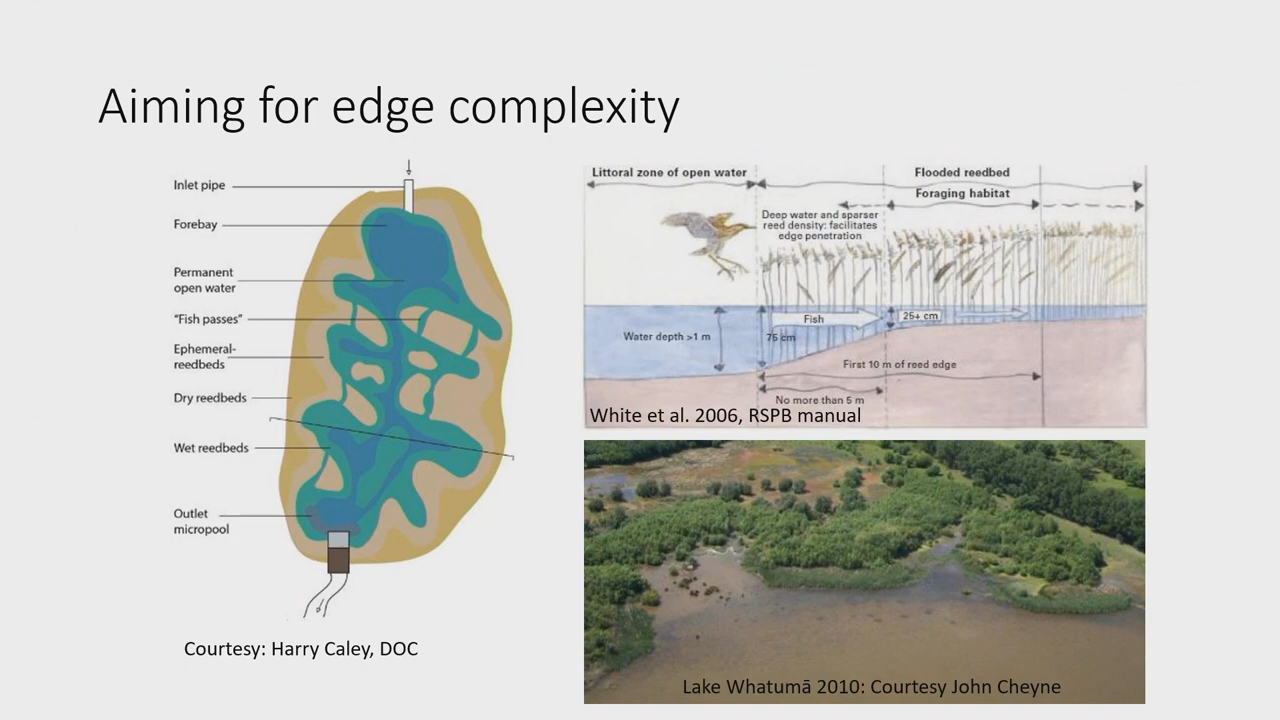 Aiming for edge complexity
Inlet pipe
Forebay
Permanent
open water
“Fish passes”
Ephemeral-
reedbeds
Dry reedbeds
Wet reedbeds
Outlet
micropool
Courtesy: Harry Caley, DOC
Littoral zone of open water
Flooded reedbed
Foraging habitat
Deep water and sparser
reed density: facilitates
edge penetration
Fish
25+ cm
Water depth >1 m
75 cm
First 10 m of reed edge
No more than 5 m
White et al. 2006, RSPB manual
Lake Whatumā 2010: Courtesy John Cheyne